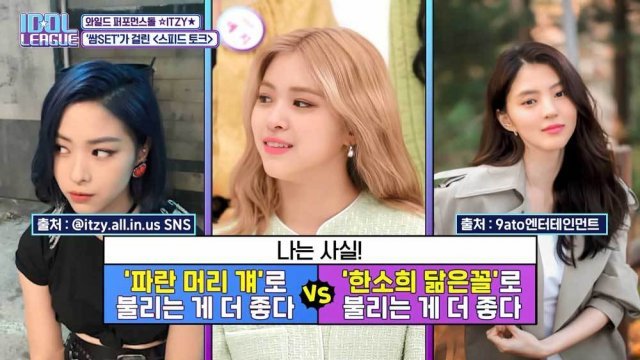 IDOL LEAGUE
와일드 퍼포먼스돌 ☆ITZY★
'쌈SET'가 걸린 <스피드 토크>
출처 : @itzy.all.in.us SNS
출처 : 9ato엔터테인먼트
나는 사실!
'파란 머리 걔'로
불리는 게 더 좋다
VS
'한소희 닮은꼴'로
불리는 게 더 좋다